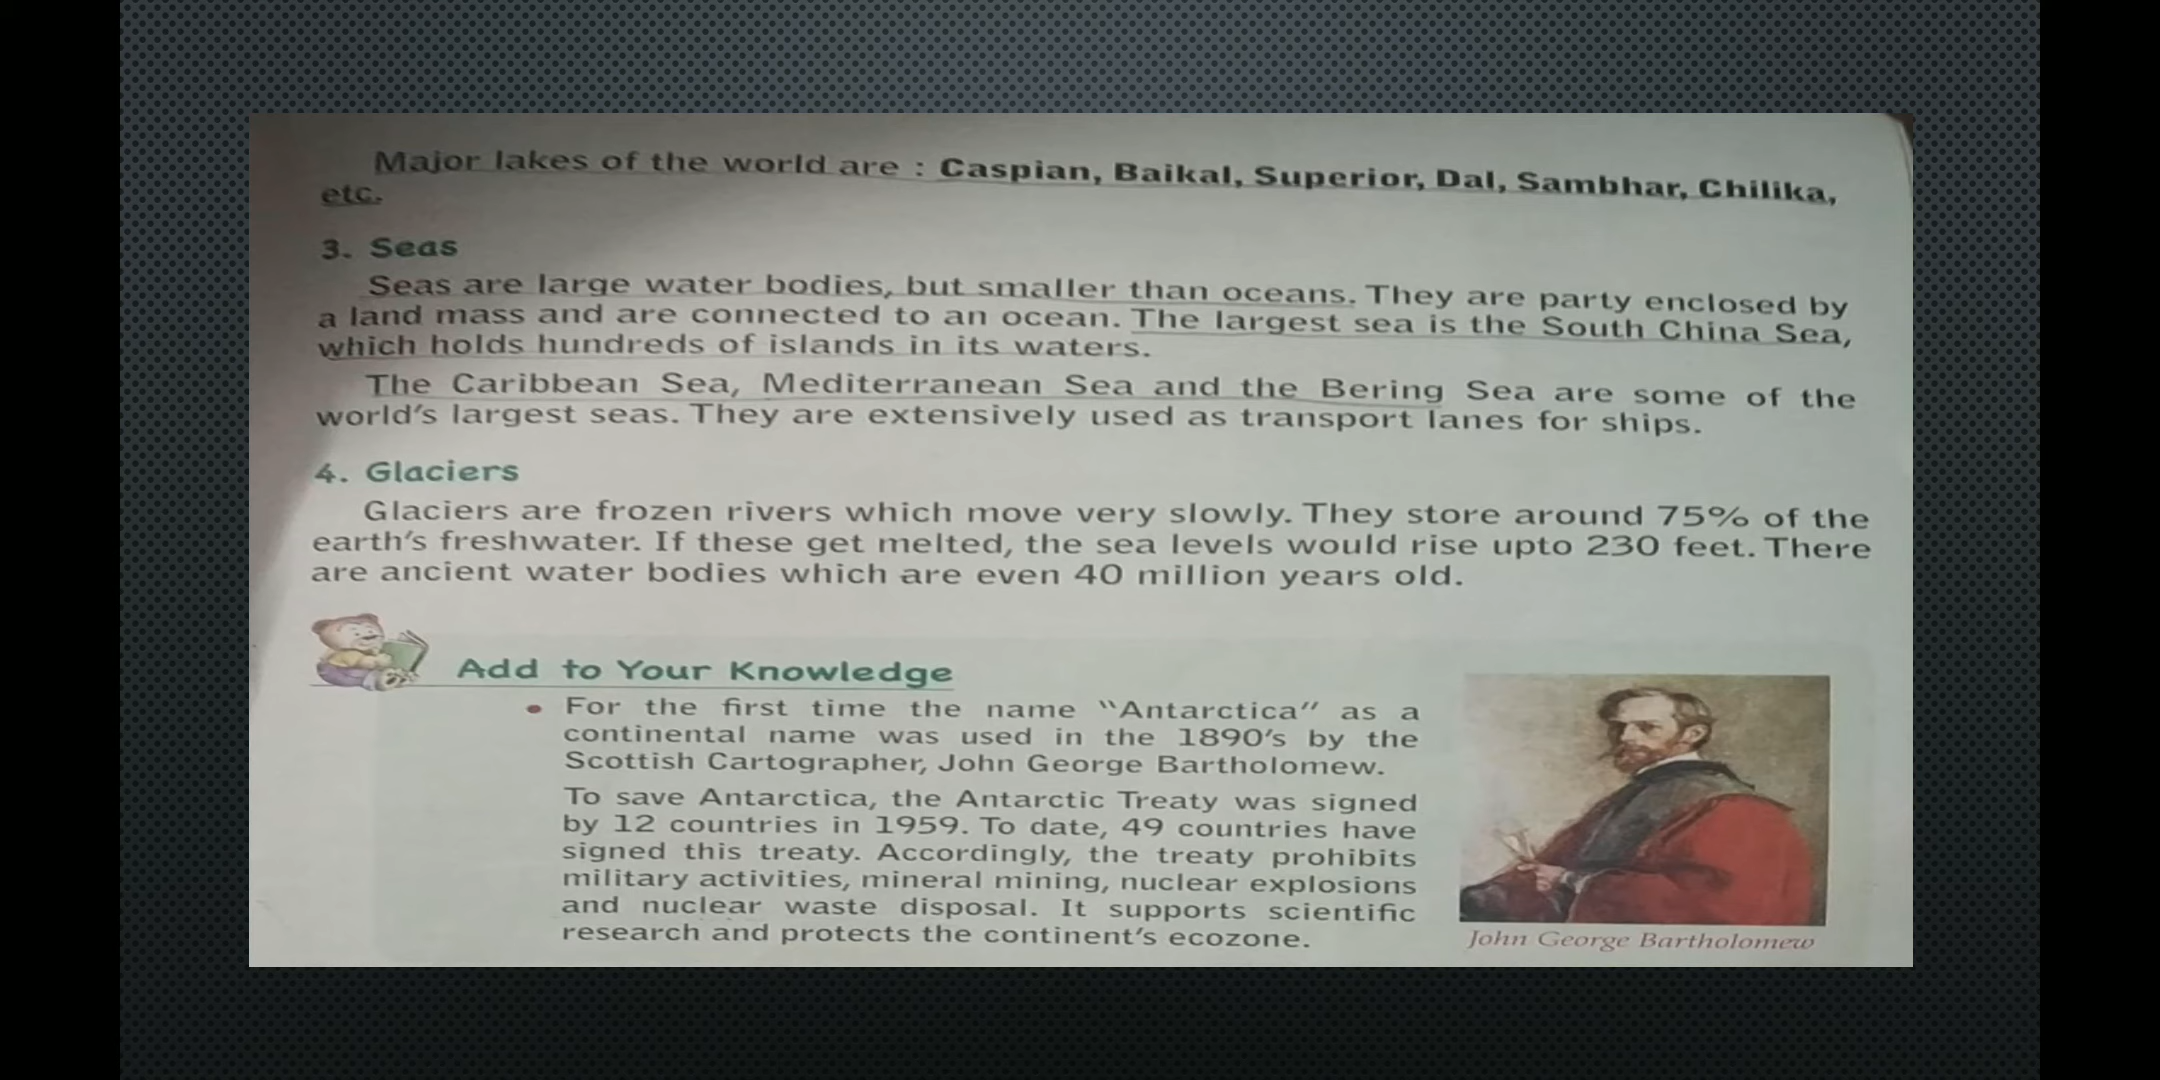 Major lakes of the world are : Caspian, Baikal, Superior, Dal, Sambhar, Chilika,
etc.
3. Seas
Seas are large water bodies, but smaller than oceans. They are party enclosed by
a land mass and are connected to an ocean. The largest sea is the South China Sea,
which holds hundreds of islands in its waters.
The Caribbean Sea, Mediterranean Sea and the Bering Sea are some of the
world's largest seas. They are extensively used as transport lanes for ships.
4. Glaciers
Glaciers are frozen rivers which move very slowly. They store around 75% of the
earth's freshwater. If these get melted, the sea levels would rise upto 230 feet. There
are ancient water bodies which are even 40 million years old.
Add to Your Knowledge
• For the first time the name "Antarctica" as a
continental name was used in the 1890's by the
Scottish Cartographer, John George Bartholomew.
To save Antarctica, the Antarctic Treaty was signed
by 12 countries in 1959. To date, 49 countries have
signed this treaty. Accordingly, the treaty prohibits
military activities, mineral mining, nuclear explosions
and nuclear waste disposal. It supports scientific
research and protects the continent's ecozone.
John George Bartholomew